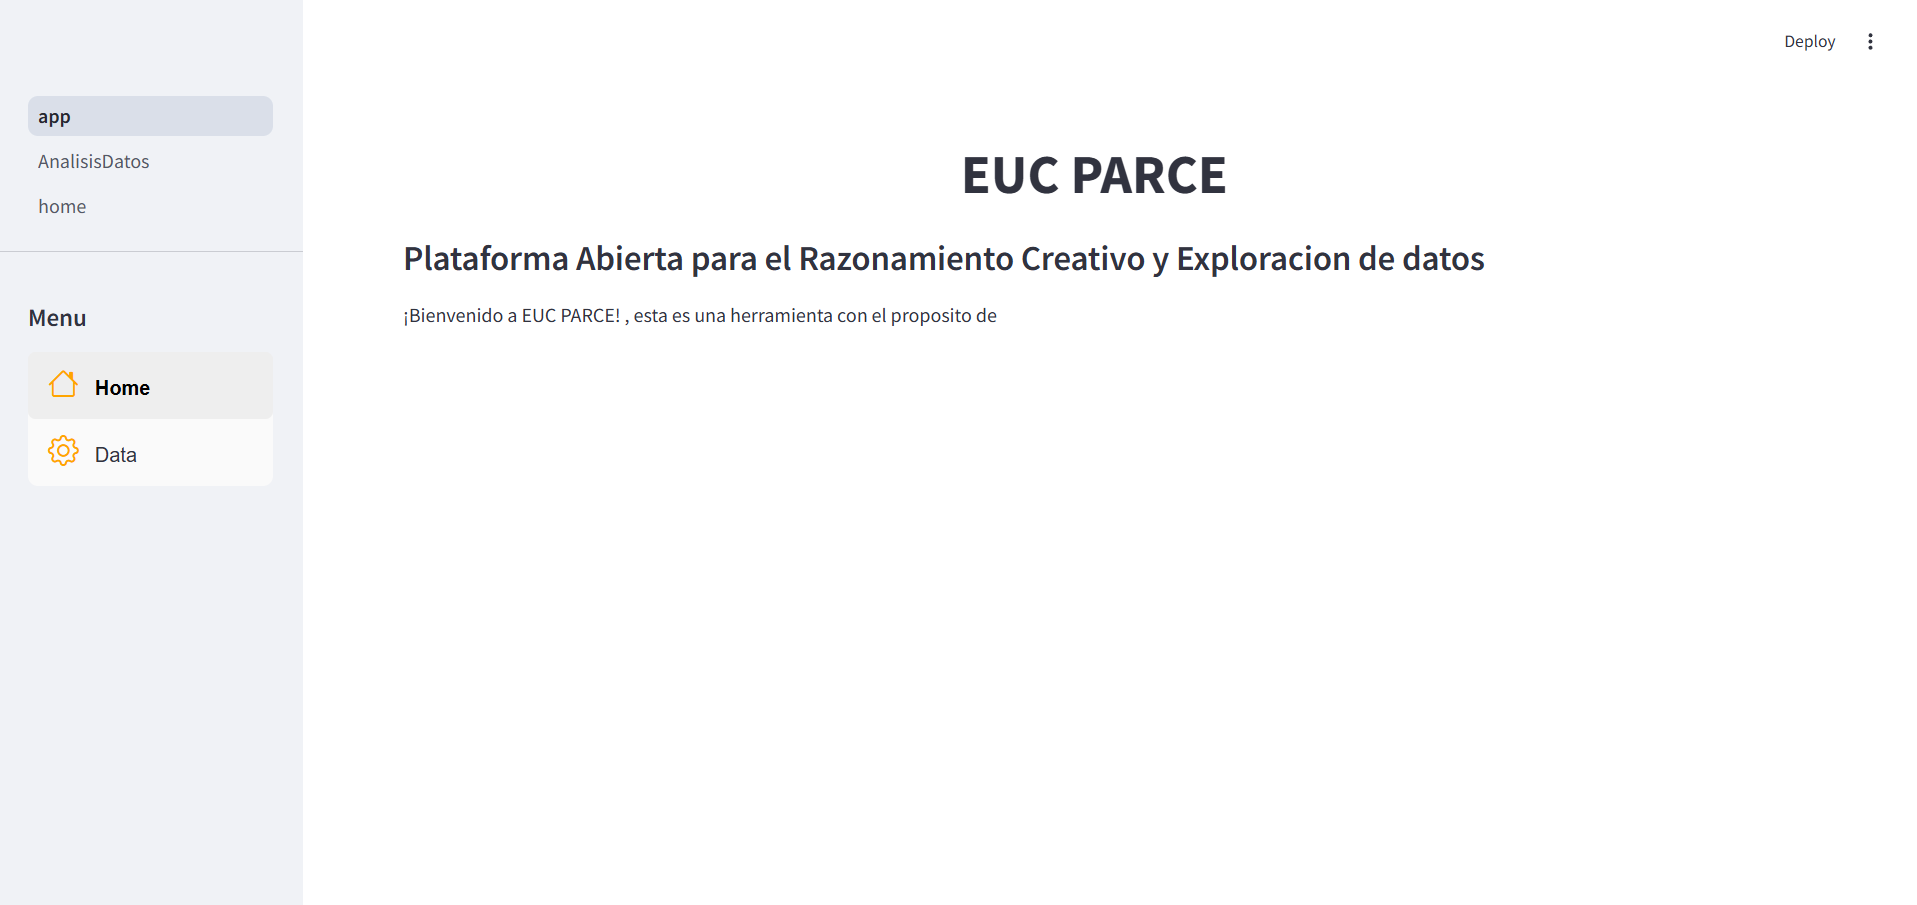 Deploy
app
AnalisisDatos
home
Menu
Home
Data
EUC PARCE
Plataforma Abierta para el Razonamiento Creativo y Exploracion de datos
¡Bienvenido a EUC PARCE! , esta es una herramienta con el proposito de